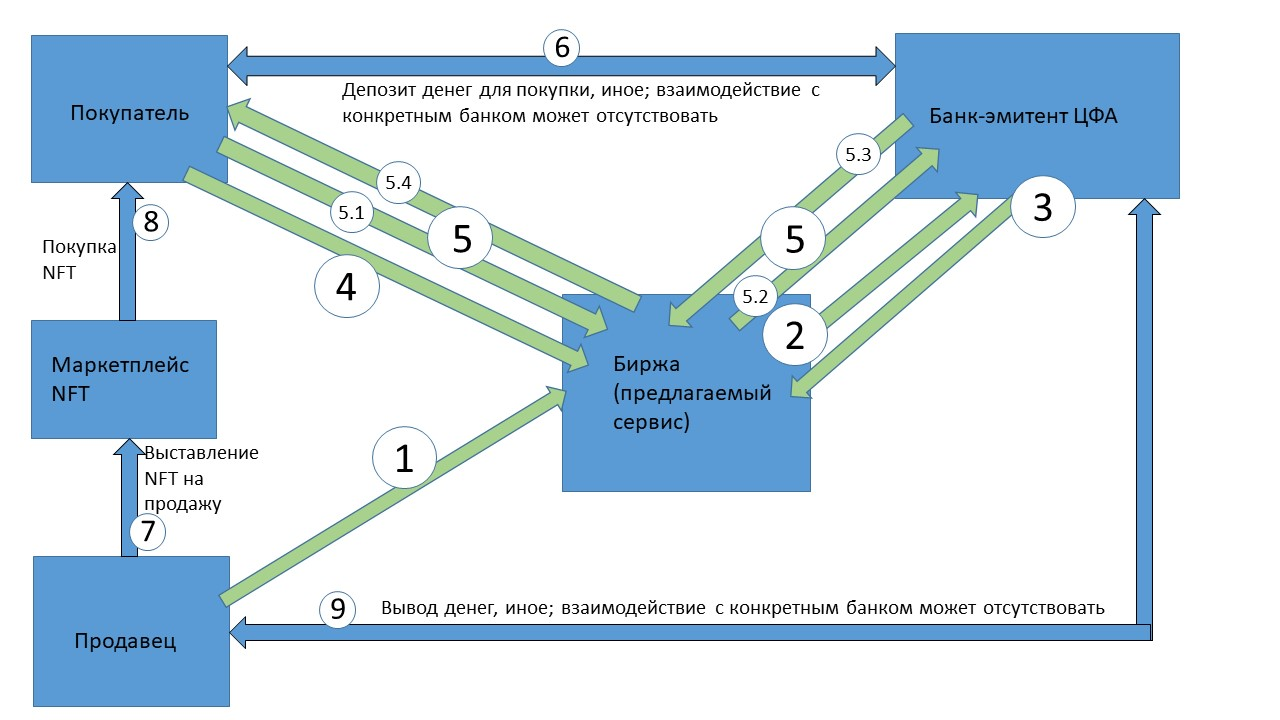 6
Депозит денег для покупки, иное; взаимодействие с
конкретным банком может отсутствовать
Покупатель
Банк-эмитент ЦФА
5.3
5.4
5.1
5
5
3
8
Покупка
NFT
4
5.2
2
Маркетплейс
NFT
Биржа
(предлагаемый
сервис)
1
Выставление
NFT на
продажу
7
9
Вывод денег, иное; взаимодействие с конкретным банком может отсутствовать
Продавец